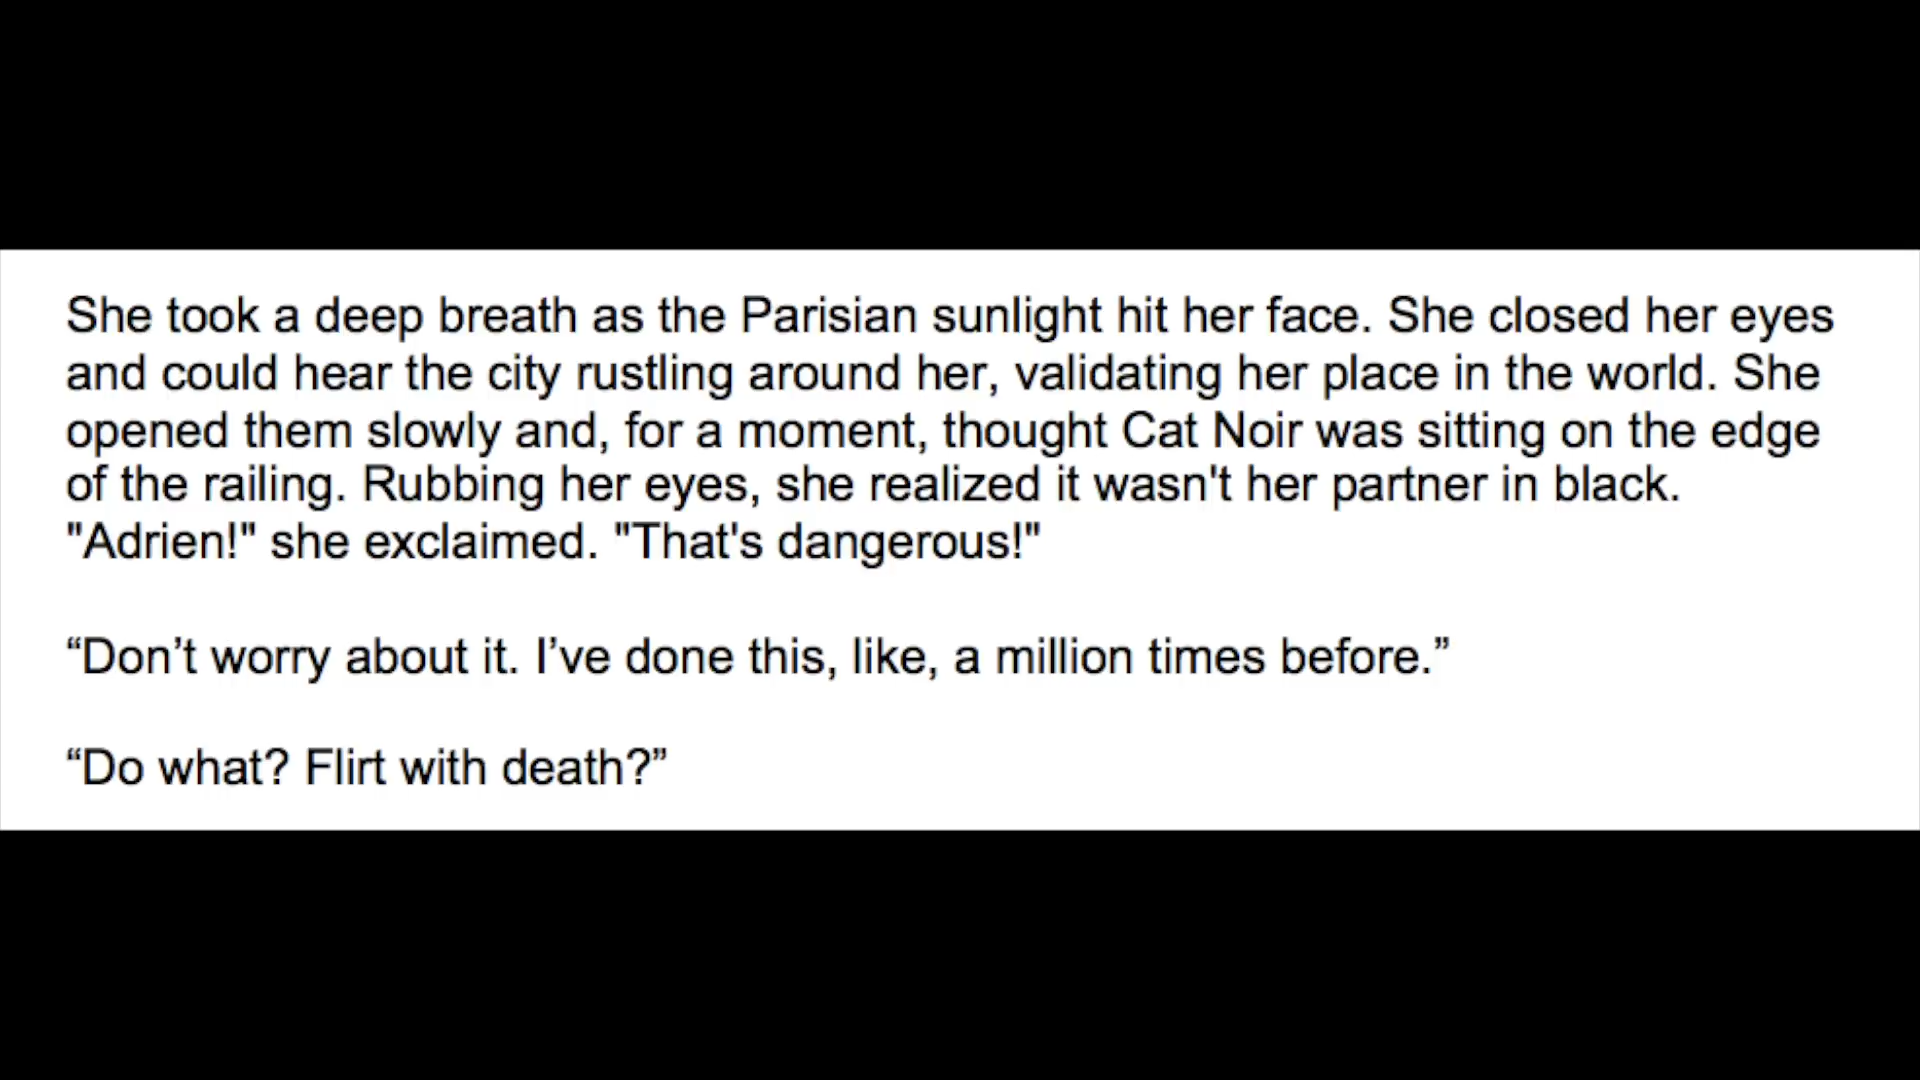 She took a deep breath as the Parisian sunlight hit her face. She closed her eyes
and could hear the city rustling around her, validating her place in the world. She
opened them slowly and, for a moment, thought Cat Noir was sitting on the edge
of the railing. Rubbing her eyes, she realized it wasn't her partner in black.
"Adrien!" she exclaimed. "That's dangerous!"
“Don’t worry about it. I’ve done this, like, a million times before.”
“Do what? Flirt with death?”